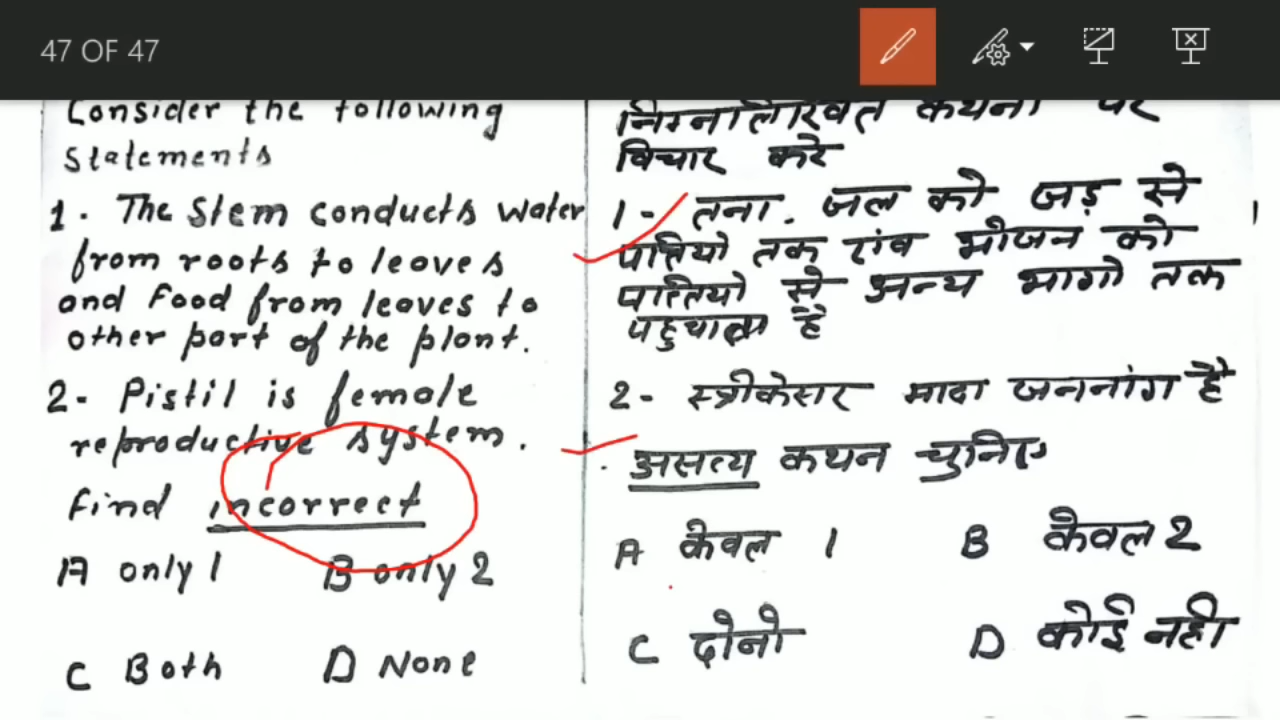 47 OF 47
Consider the following
Statements
1. The Stem conducts water
from roots to leaves
and Food from leaves to
other part of the plant.
2- Pistil is female
reproductive system.
Find incorrect
A only 1 B only 2
C Both D None
निम्नलिखित कथनो पर
विचार करे
1- तना. जल को जड़ से
पातियो तक एंव भोजन को
पात्तियो से अन्य भागो तक
पहुचाता है
2- स्त्रीकेसर मादा जननांग है
असत्य कथन चुनिए
A केवल 1 B केवल 2
C दोनो D कोई नही